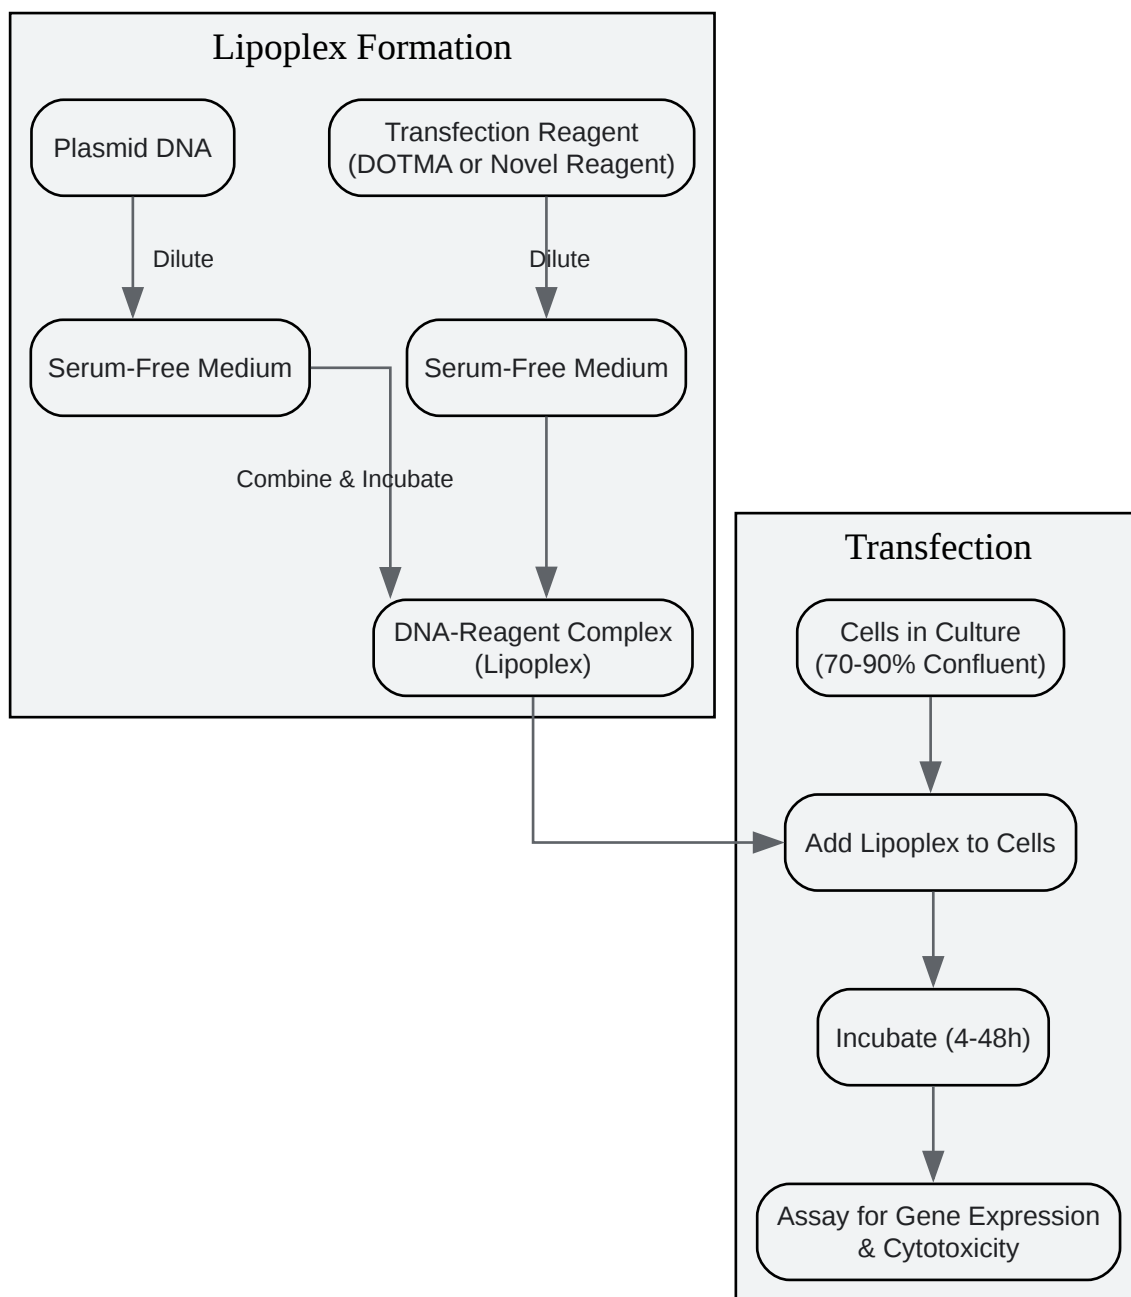 Lipoplex Formation
Plasmid DNA
Transfection Reagent
(DOTMA or Novel Reagent)
Dilute
Dilute
Serum-Free Medium
Serum-Free Medium
Combine & Incubate
DNA-Reagent Complex
(Lipoplex)
Transfection
Cells in Culture
(70-90% Confluent)
Add Lipoplex to Cells
Incubate (4-48h)
Assay for Gene Expression
& Cytotoxicity